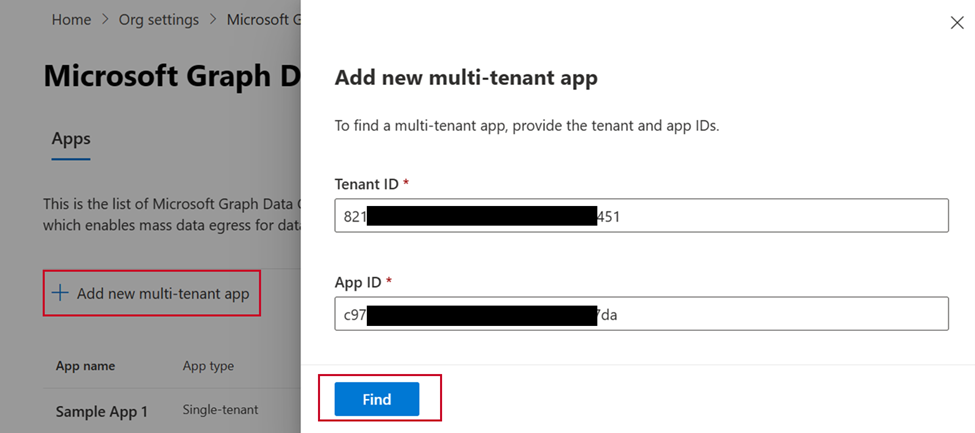 Home > Org settings > Microsoft G
Microsoft Graph Da
Apps
This is the list of Microsoft Graph Data
which enables mass data egress for data
+ Add new multi-tenant app
App name App type
Sample App 1 Single-tenant
Add new multi-tenant app
To find a multi-tenant app, provide the tenant and app IDs.
Tenant ID *
821 451
App ID *
c97 7da
Find